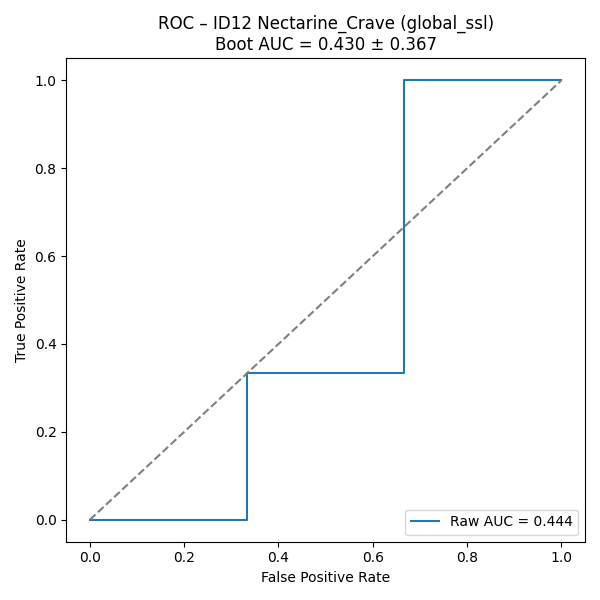 ROC – ID12 Nectarine_Crave (global_ssl)
Boot AUC = 0.430 ± 0.367
True Positive Rate
1.0
0.8
0.6
0.4
0.2
0.0
Raw AUC = 0.444
0.0 0.2 0.4 0.6 0.8 1.0
False Positive Rate